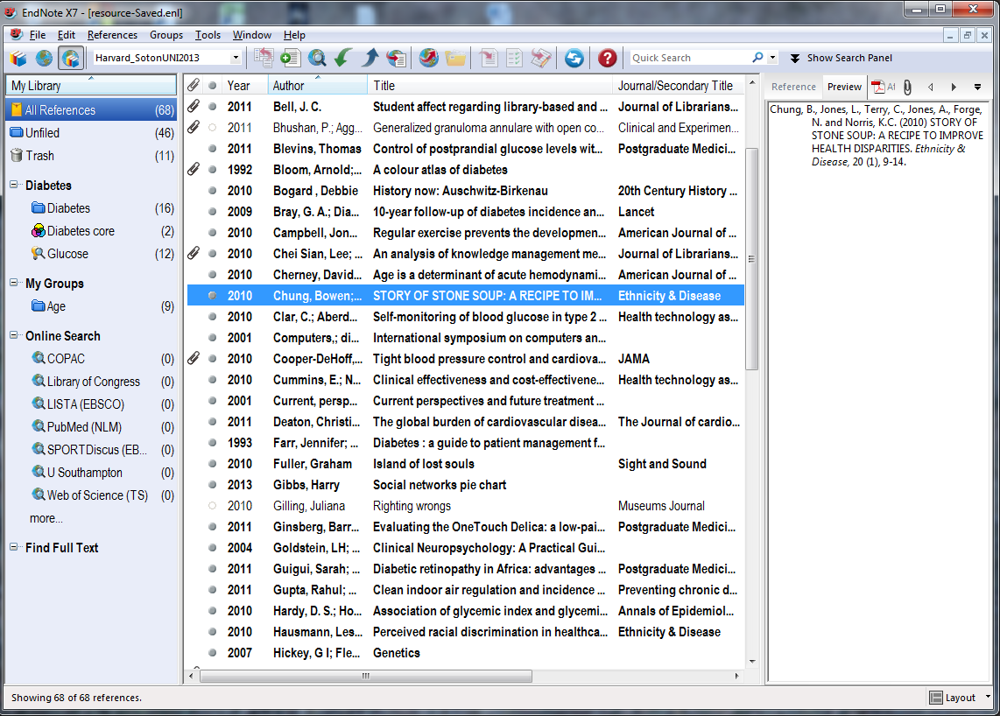 EndNote X7 - [resource-Saved.enl]
File Edit References Groups Tools Window Help
Harvard_SotonUNI2013 Quick Search Show Search Panel
My Library
All References (68)
Unfiled (46)
Trash (11)
Diabetes
Diabetes (16)
Diabetes core (2)
Glucose (12)
My Groups
Age (9)
Online Search
COPAC (0)
Library of Congress (0)
LISTA (EBSCO) (0)
PubMed (NLM) (0)
SPORTDiscus (EB... (0)
U Southampton (0)
Web of Science (TS) (0)
more...
Find Full Text
Year Author Title Journal/Secondary Title
2011 Bell, J. C. Student affect regarding library-based and ... Journal of Librarians...
2011 Bhushan, P.; Agg... Generalized granuloma annulare with open co... Clinical and Experimen...
2011 Blevins, Thomas Control of postprandial glucose levels wit... Postgraduate Medici...
1992 Bloom, Arnold;... A colour atlas of diabetes
2010 Bogard , Debbie History now: Auschwitz-Birkenau 20th Century History ...
2009 Bray, G. A.; Dia... 10-year follow-up of diabetes incidence an... Lancet
2010 Campbell, Jon... Regular exercise prevents the developmen... American Journal of ...
2010 Chei Sian, Lee; ... An analysis of knowledge management me... Journal of Librarians...
2010 Cherney, David... Age is a determinant of acute hemodynami... American Journal of ...
2010 Chung, Bowen;... STORY OF STONE SOUP: A RECIPE TO IM... Ethnicity & Disease
2010 Clar, C.; Aberd... Self-monitoring of blood glucose in type 2 ... Health technology as...
2001 Computers,; di... International symposium on computers an...
2010 Cooper-DeHoff,... Tight blood pressure control and cardiova... JAMA
2010 Cummins, E.; N... Clinical effectiveness and cost-effectivene... Health technology as...
2001 Current, persp... Current perspectives and future treatment ...
2011 Deaton, Christi... The global burden of cardiovascular disea... The Journal of cardio...
1993 Farr, Jennifer; ... Diabetes : a guide to patient management f...
2010 Fuller, Graham Island of lost souls Sight and Sound
2013 Gibbs, Harry Social networks pie chart
2010 Gilling, Juliana Righting wrongs Museums Journal
2011 Ginsberg, Barr... Evaluating the OneTouch Delica: a low-pai... Postgraduate Medici...
2004 Goldstein, LH; ... Clinical Neuropsychology: A Practical Gui...
2011 Guigui, Sarah; ... Diabetic retinopathy in Africa: advantages ... Postgraduate Medici...
2011 Gupta, Rahul; ... Clean indoor air regulation and incidence ... Preventing chronic d...
2010 Hardy, D. S.; Ho... Association of glycemic index and glycemi... Annals of Epidemiol...
2010 Hausmann, Les... Perceived racial discrimination in healthca... Ethnicity & Disease
2007 Hickey, G I; Fle... Genetics
Reference Preview
Chung, B., Jones, L., Terry, C., Jones, A., Forge,
N. and Norris, K.C. (2010) STORY OF
STONE SOUP: A RECIPE TO IMPROVE
HEALTH DISPARITIES. Ethnicity &
Disease, 20 (1), 9-14.
Showing 68 of 68 references.
Layout